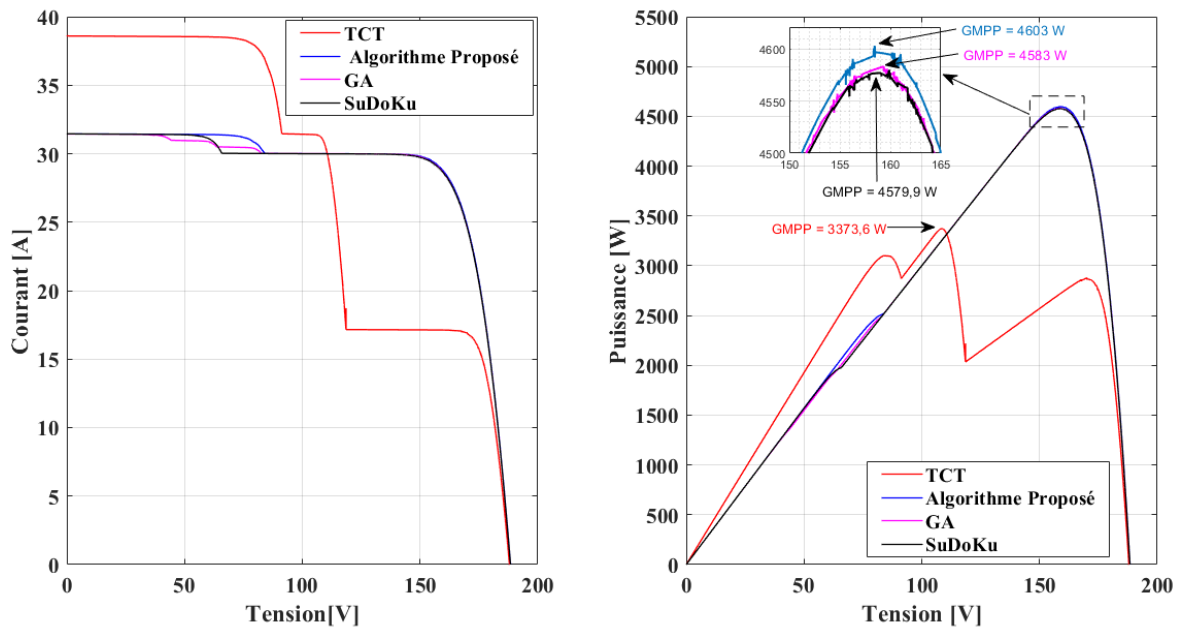 40
35
30
25
20
15
10
5
0
Courant [A]
0
50
100
150
200
Tension[V]
TCT
Algorithme Proposé
GA
SuDoKu
5500
5000
4500
4000
3500
3000
2500
2000
1500
1000
500
0
Puissance [W]
0
50
100
150
200
Tension [V]
4600
4550
4500
150
155
160
165
GMPP = 4603 W
GMPP = 4583 W
GMPP = 4579,9 W
GMPP = 3373,6 W
TCT
Algorithme Proposé
GA
SuDoKu